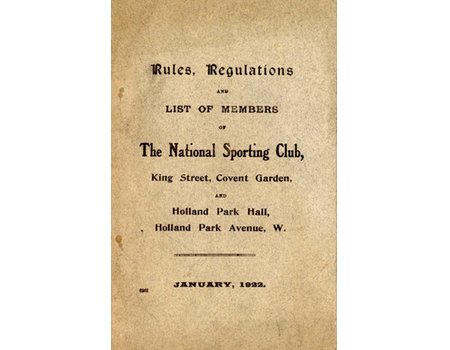 Rules, Regulations
AND
LIST OF MEMBERS
OF
The National Sporting Club,
King Street, Covent Garden,
AND
Holland Park Hall,
Holland Park Avenue, W.
JANUARY, 1922.